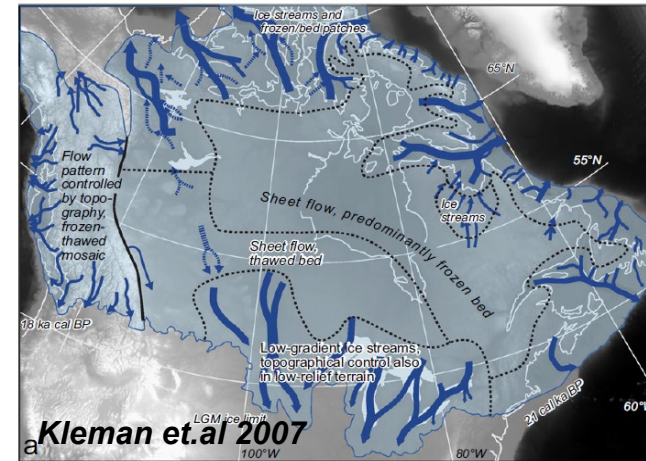 Ice streams and
frozen/bed patches
65°N
55°N
Flow
pattern
controlled
by topo-
graphy,
frozen-
thawed
mosaic
Sheet flow, predominantly frozen bed
Ice
streams
Sheet flow,
thawed bed
18 ka cal BP
Low-gradient ice streams;
topographical control also
in low-relief terrain
LGM ice limit
21 cal ka BP
60°
100°W
80°W
a
Kleman et.al 2007